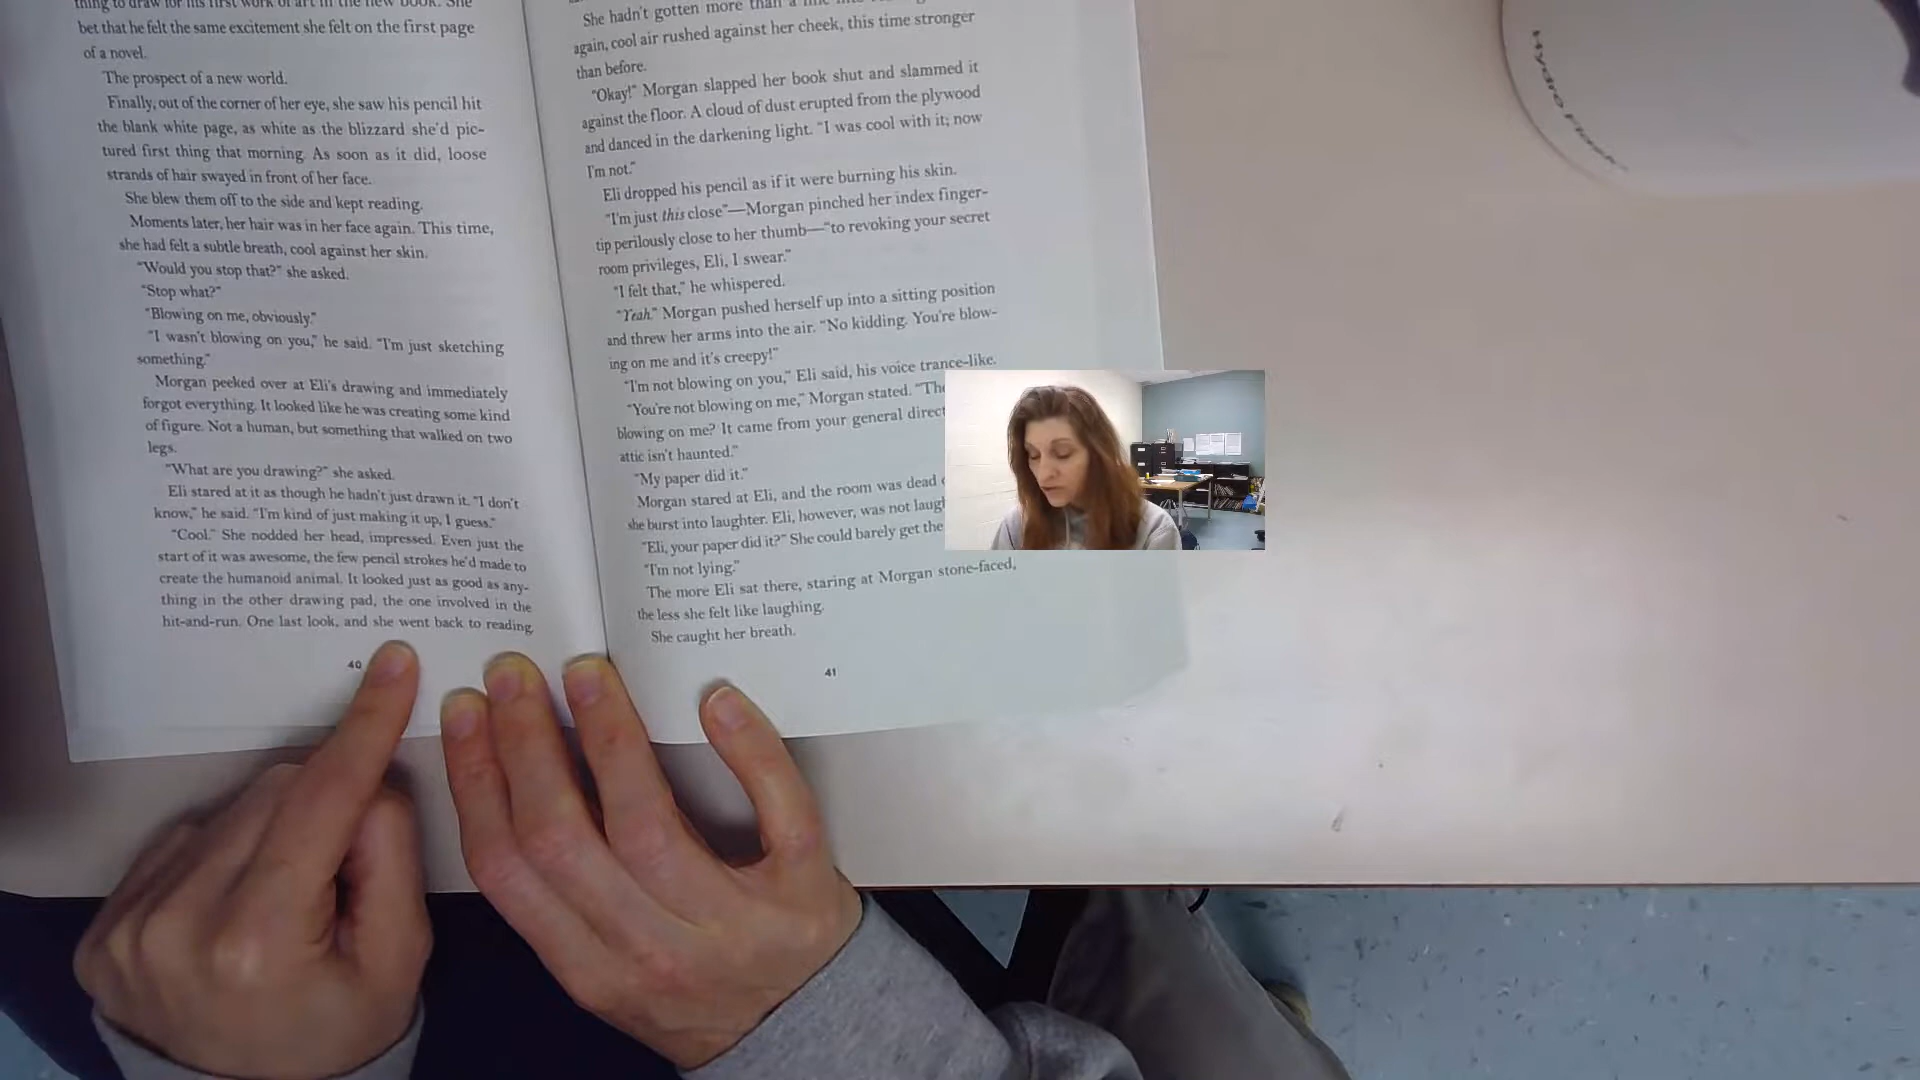 thing to draw for his first work of art in the new book. She
bet that he felt the same excitement she felt on the first page
of a novel.
The prospect of a new world.
Finally, out of the corner of her eye, she saw his pencil hit
the blank white page, as white as the blizzard she'd pic-
tured first thing that morning. As soon as it did, loose
strands of hair swayed in front of her face.
She blew them off to the side and kept reading.
Moments later, her hair was in her face again. This time,
she had felt a subtle breath, cool against her skin.
"Would you stop that?" she asked.
"Stop what?"
"Blowing on me, obviously."
"I wasn't blowing on you," he said. "I'm just sketching
something."
Morgan peeked over at Eli's drawing and immediately
forgot everything. It looked like he was creating some kind
of figure. Not a human, but something that walked on two
legs.
"What are you drawing?" she asked.
Eli stared at it as though he hadn't just drawn it. "I don't
know," he said. "I'm kind of just making it up, I guess."
"Cool." She nodded her head, impressed. Even just the
start of it was awesome, the few pencil strokes he'd made to
create the humanoid animal. It looked just as good as any-
thing in the other drawing pad, the one involved in the
hit-and-run. One last look, and she went back to reading.
40
She hadn't gotten more than a
again, cool air rushed against her cheek, this time stronger
than before.
"Okay!" Morgan slapped her book shut and slammed it
against the floor. A cloud of dust erupted from the plywood
and danced in the darkening light. "I was cool with it; now
I'm not."
Eli dropped his pencil as if it were burning his skin.
"I'm just this close"—Morgan pinched her index finger-
tip perilously close to her thumb—"to revoking your secret
room privileges, Eli, I swear."
"I felt that," he whispered.
"Yeah." Morgan pushed herself up into a sitting position
and threw her arms into the air. "No kidding. You're blow-
ing on me and it's creepy!"
"I'm not blowing on you," Eli said, his voice trance-like.
"You're not blowing on me," Morgan stated.
blowing on me? It came from your general
attic isn't haunted."
"My paper did it."
Morgan stared at Eli, and the room was dead
she burst into laughter. Eli, however, was not
"Eli, your paper did it?" She could barely get the
"I'm not lying."
The more Eli sat there, staring at Morgan stone-faced,
the less she felt like laughing.
She caught her breath.
41
Hydro Flask